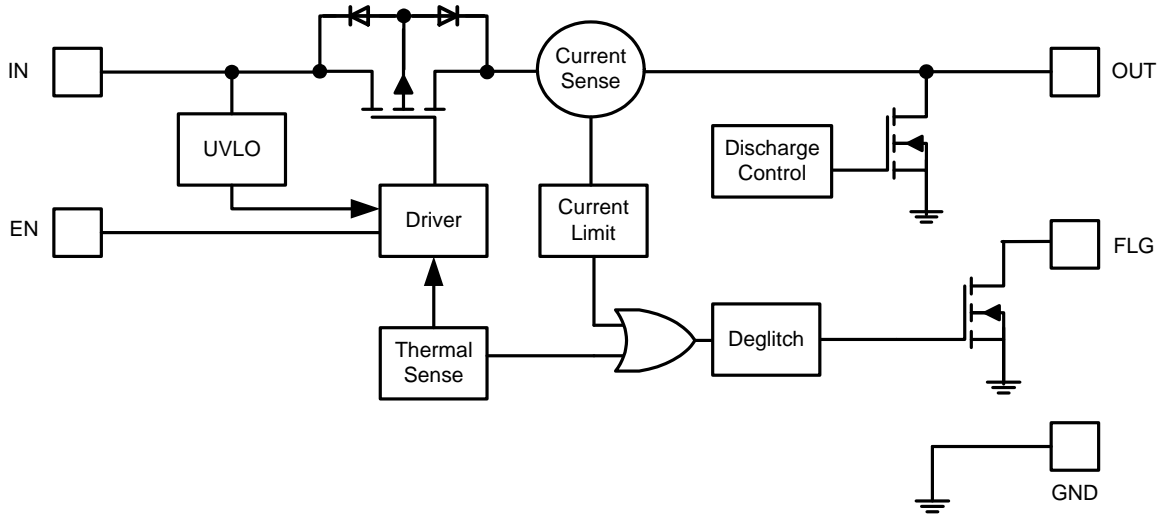 IN
Current
Sense
OUT
UVLO
Discharge
Control
EN
Driver
Current
Limit
FLG
Thermal
Sense
Deglitch
GND